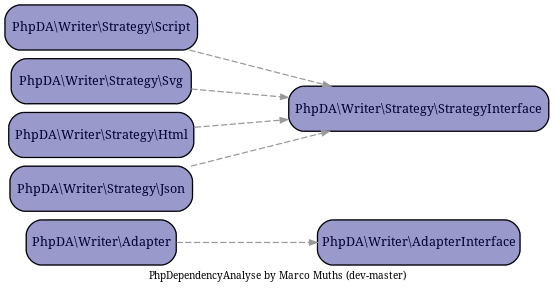 PhpDA\Writer\Strategy\Script
PhpDA\Writer\Strategy\Svg
PhpDA\Writer\Strategy\StrategyInterface
PhpDA\Writer\Strategy\Html
PhpDA\Writer\Strategy\Json
PhpDA\Writer\Adapter
PhpDA\Writer\AdapterInterface
PhpDependencyAnalyse by Marco Muths (dev-master)